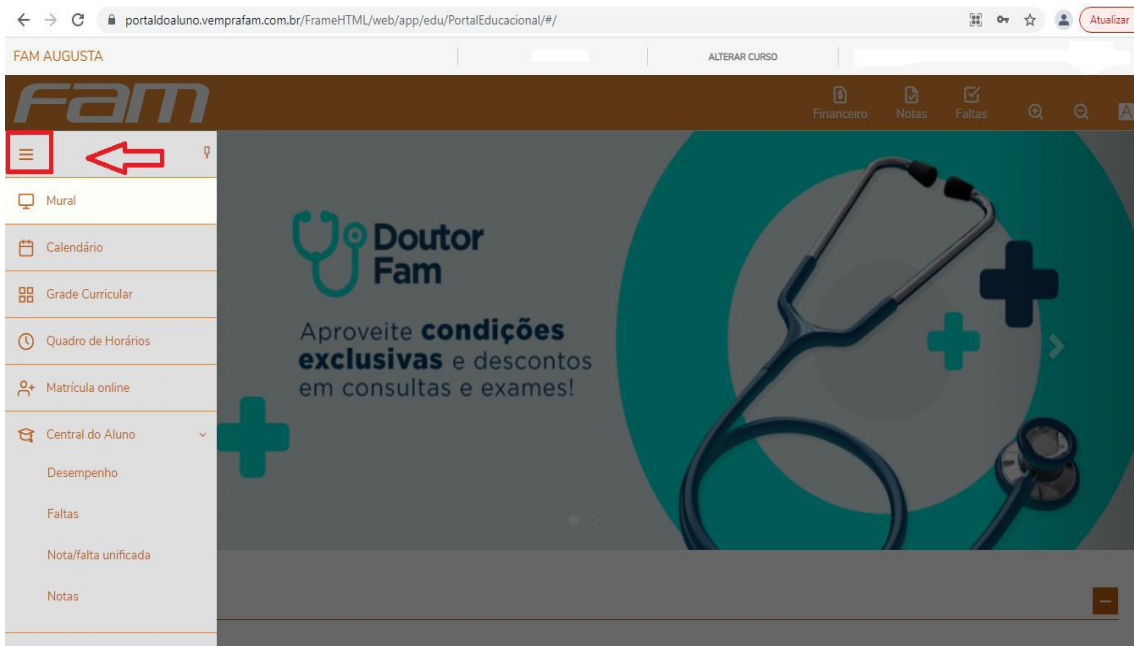 portaldoaluno.vemprafam.com.br/FrameHTML/web/app/edu/PortalEducacional/#/
Atualizar
FAM AUGUSTA
ALTERAR CURSO
Fam
Financeiro
Notas
Faltas
A
Mural
Calendário
Grade Curricular
Quadro de Horários
Matrícula online
Central do Aluno
Desempenho
Faltas
Nota/falta unificada
Notas
Doutor
Fam
Aproveite condições
exclusivas e descontos
em consultas e exames!